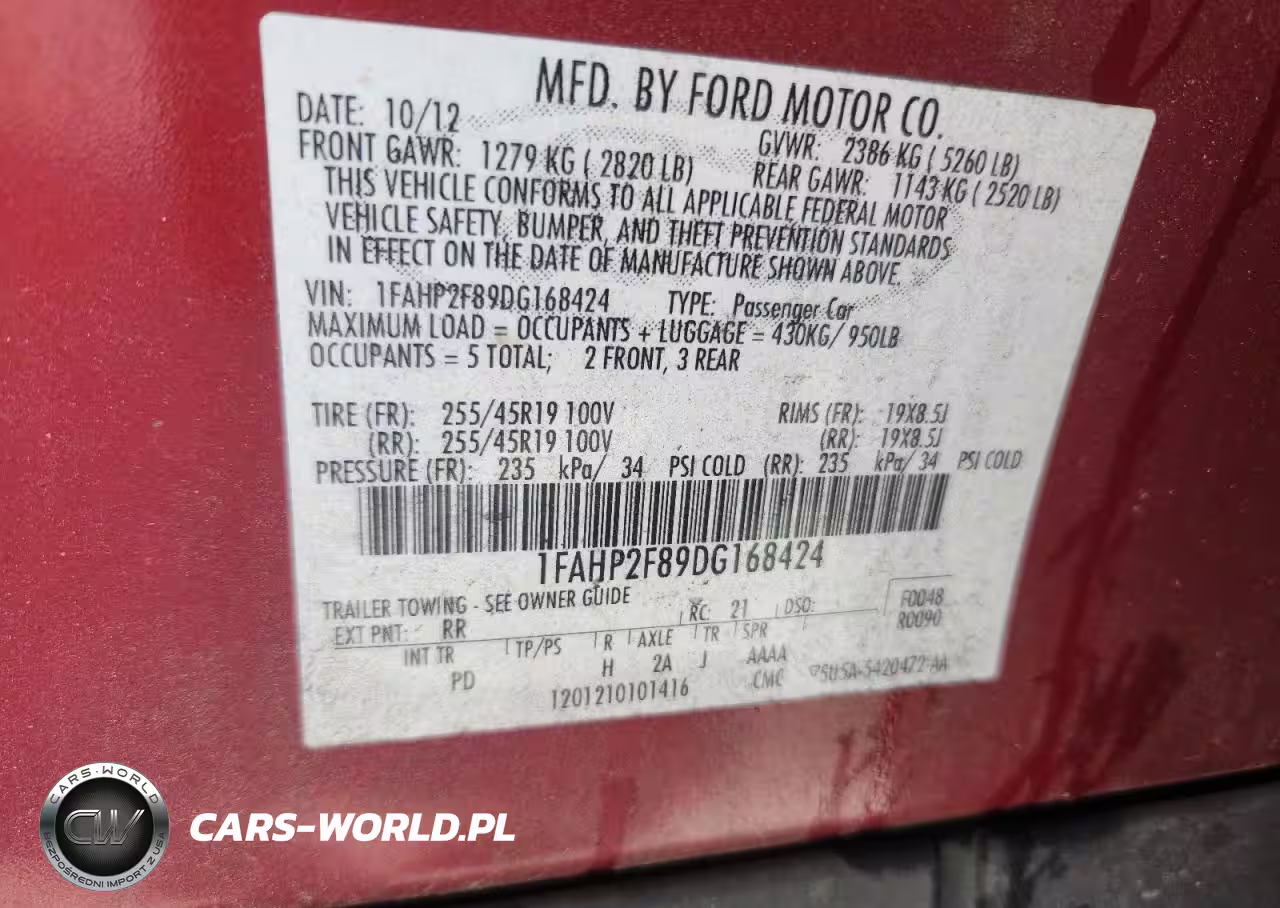 MFD. BY FORD MOTOR CO.
DATE: 10/12 GVWR: 2386 KG ( 5260 LB)
FRONT GAWR: 1279 KG ( 2820 LB) REAR GAWR: 1143 KG ( 2520 LB)
THIS VEHICLE CONFORMS TO ALL APPLICABLE FEDERAL MOTOR
VEHICLE SAFETY, BUMPER, AND THEFT PREVENTION STANDARDS
IN EFFECT ON THE DATE OF MANUFACTURE SHOWN ABOVE.
VIN: 1FAHP2F89DG168424 TYPE: Passenger Car
MAXIMUM LOAD = OCCUPANTS + LUGGAGE = 430KG/ 950LB
OCCUPANTS = 5 TOTAL; 2 FRONT, 3 REAR
TIRE (FR): 255/45R19 100V RIMS (FR): 19X8.5J
(RR): 255/45R19 100V (RR): 19X8.5J
PRESSURE (FR): 235 kPa/ 34 PSI COLD (RR): 235 kPa/ 34 PSI COLD
1FAHP2F89DG168424
TRAILER TOWING - SEE OWNER GUIDE
EXT PNT: RR RC: 21 DSO: F0048
R0090
INT TR TP/PS R AXLE TR SPR
PD H 2A J AAAA
1201210101416 CMC
CARS-WORLD
CW
BEZPOŚREDNI IMPORT Z USA
CARS-WORLD.PL